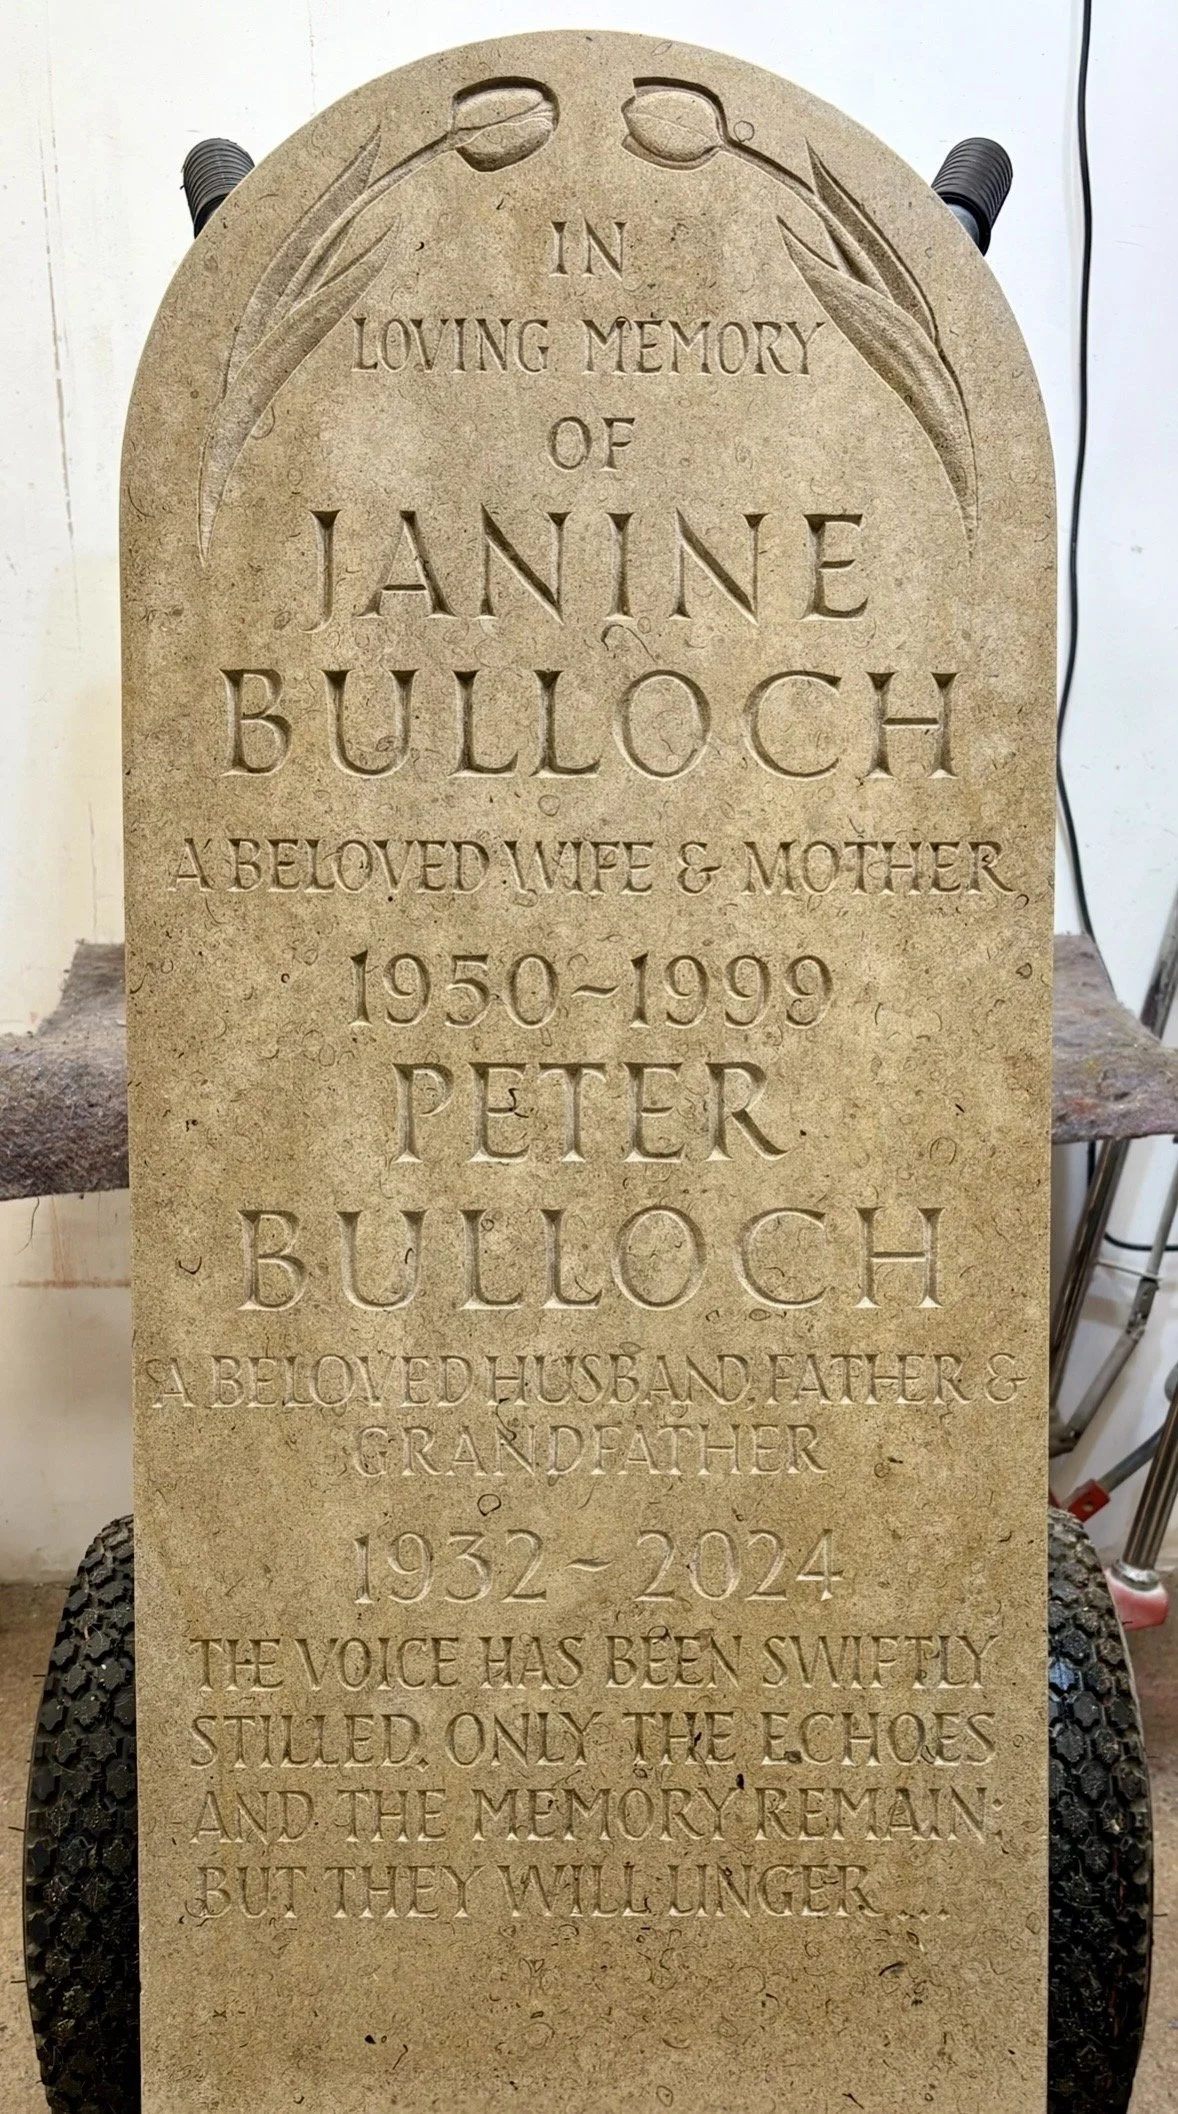 IN
LOVING MEMORY
OF
JANINE
BULLOCH
A BELOVED WIFE & MOTHER
1950~1999
PETER
BULLOCH
A BELOVED HUSBAND, FATHER &
GRANDFATHER
1932~2024
THE VOICE HAS BEEN SWIFTLY
STILLED. ONLY THE ECHOES
AND THE MEMORY REMAIN:
BUT THEY WILL LINGER...